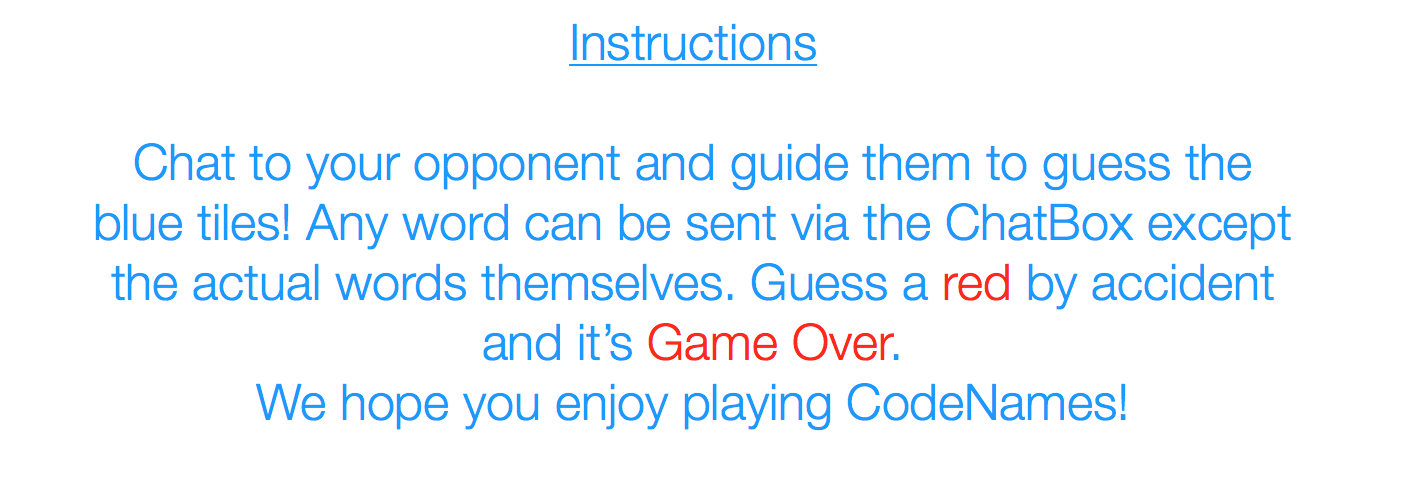 Instructions
Chat to your opponent and guide them to guess the
blue tiles! Any word can be sent via the ChatBox except
the actual words themselves. Guess a red by accident
and it’s Game Over.
We hope you enjoy playing CodeNames!